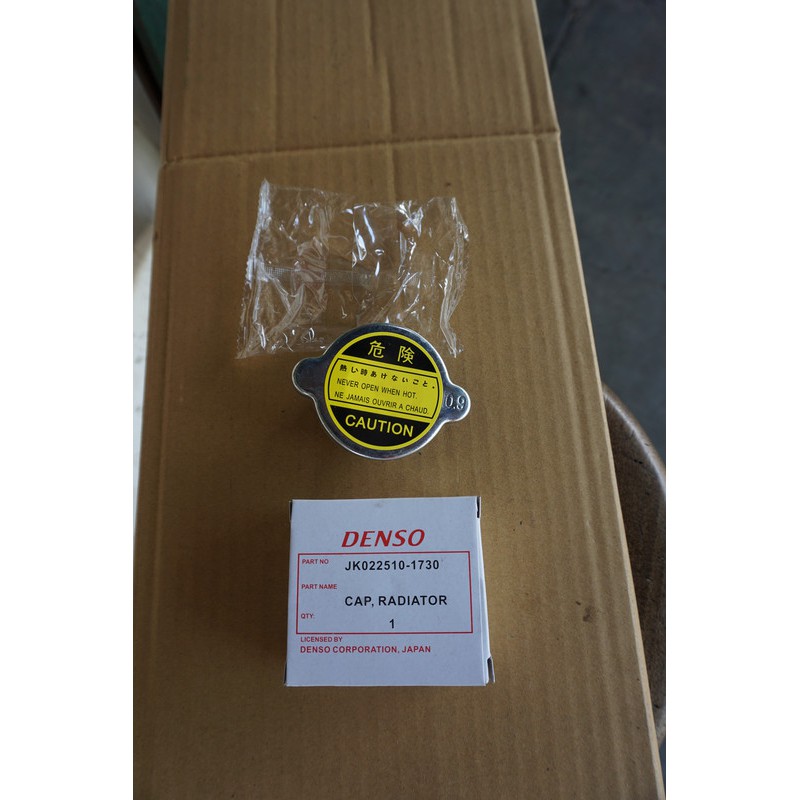 危険
熱い時あけないこと。
NEVER OPEN WHEN HOT.
NE JAMAIS OUVRIR A CHAUD.
CAUTION
0.9
DENSO
PART NO JK022510-1730
PART NAME
CAP, RADIATOR
QTY:
1
LICENSED BY
DENSO CORPORATION, JAPAN